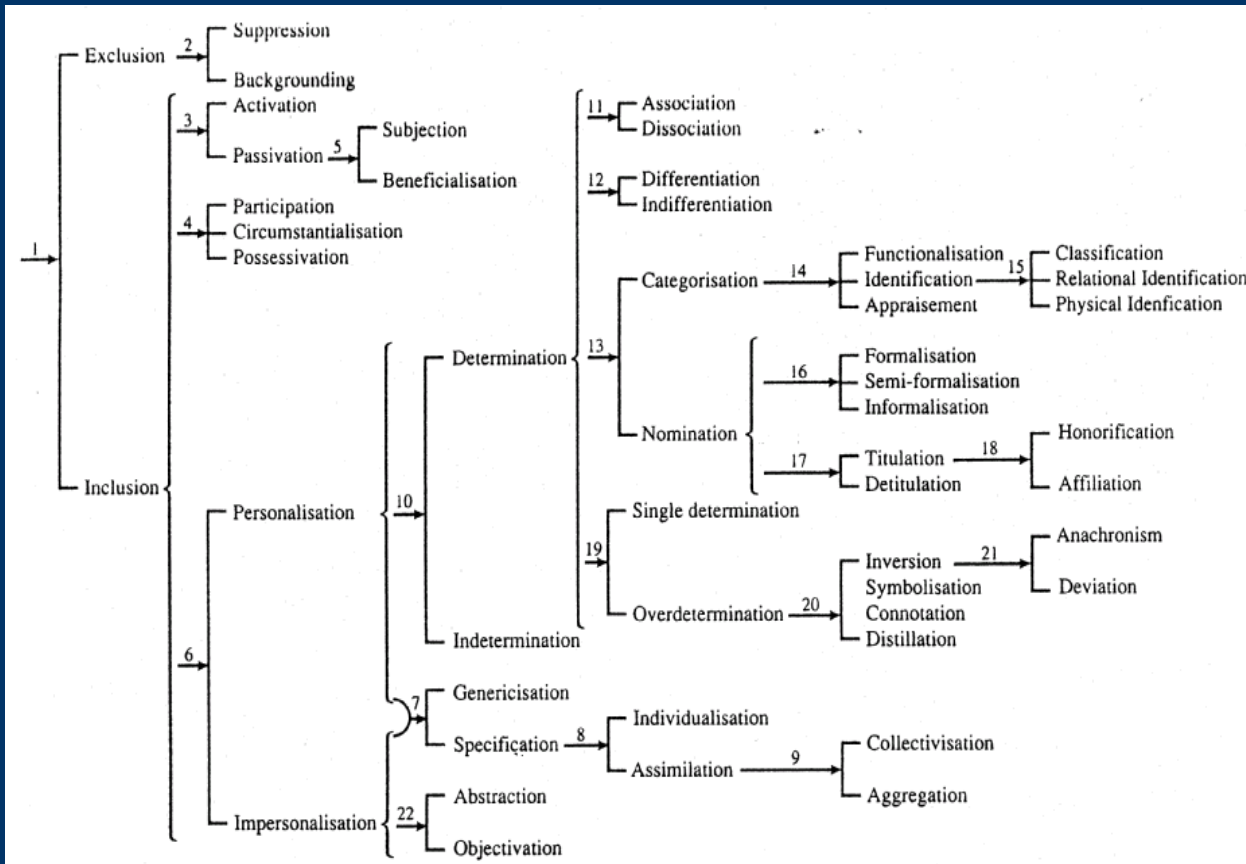 Suppression
2
Exclusion
Backgrounding
Activation
3
Passivation
5
Subjection
Beneficialisation
Participation
4
Circumstantialisation
Possessivation
1
Inclusion
11
Association
Dissociation
12
Differentiation
Indifferentiation
Categorisation
14
Functionalisation
Identification
Appraisement
15
Classification
Relational Identification
Physical Idenfication
Determination
13
Nomination
16
Formalisation
Semi-formalisation
Informalisation
17
Titulation
Detitulation
18
Honorification
Affiliation
Personalisation
10
19
Single determination
Overdetermination
20
Inversion
Symbolisation
Connotation
Distillation
21
Anachronism
Deviation
Indetermination
6
7
Genericisation
Specification
8
Individualisation
Assimilation
9
Collectivisation
Aggregation
Impersonalisation
22
Abstraction
Objectivation